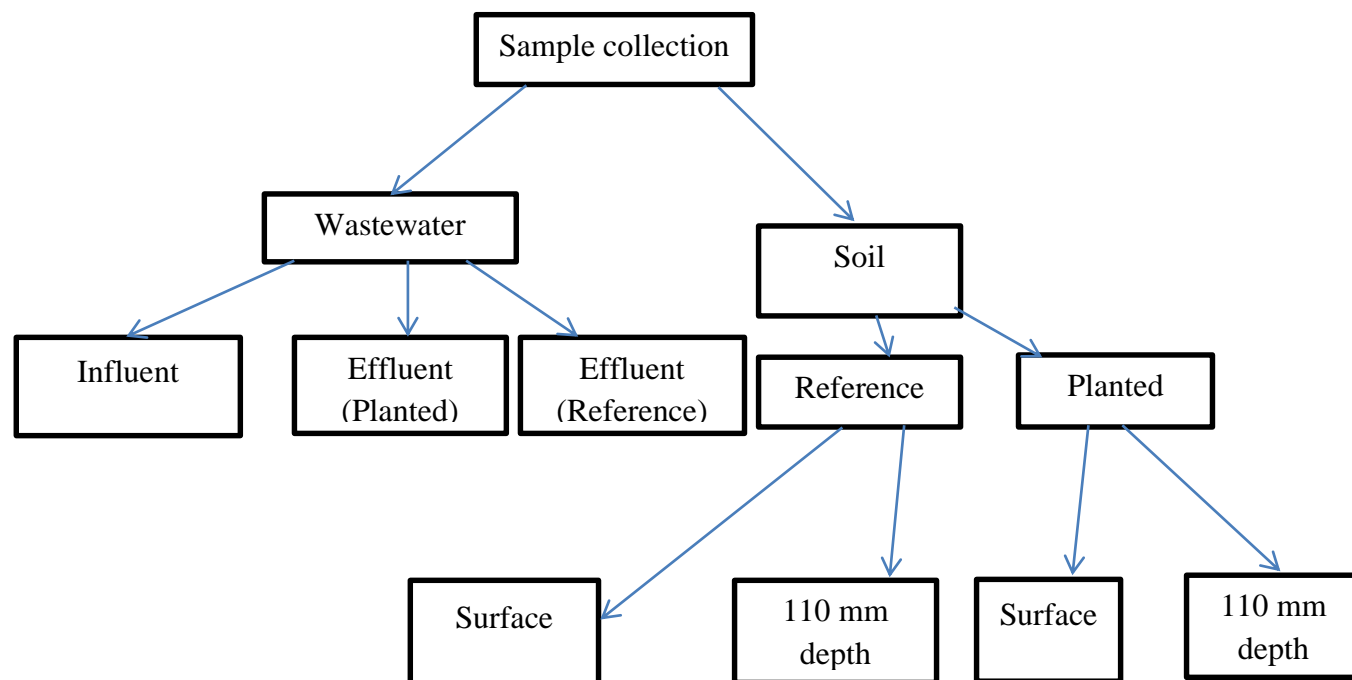 Sample collection
Wastewater
Soil
Influent
Effluent
(Planted)
Effluent
(Reference)
Reference
Planted
Surface
110 mm
depth
Surface
110 mm
depth